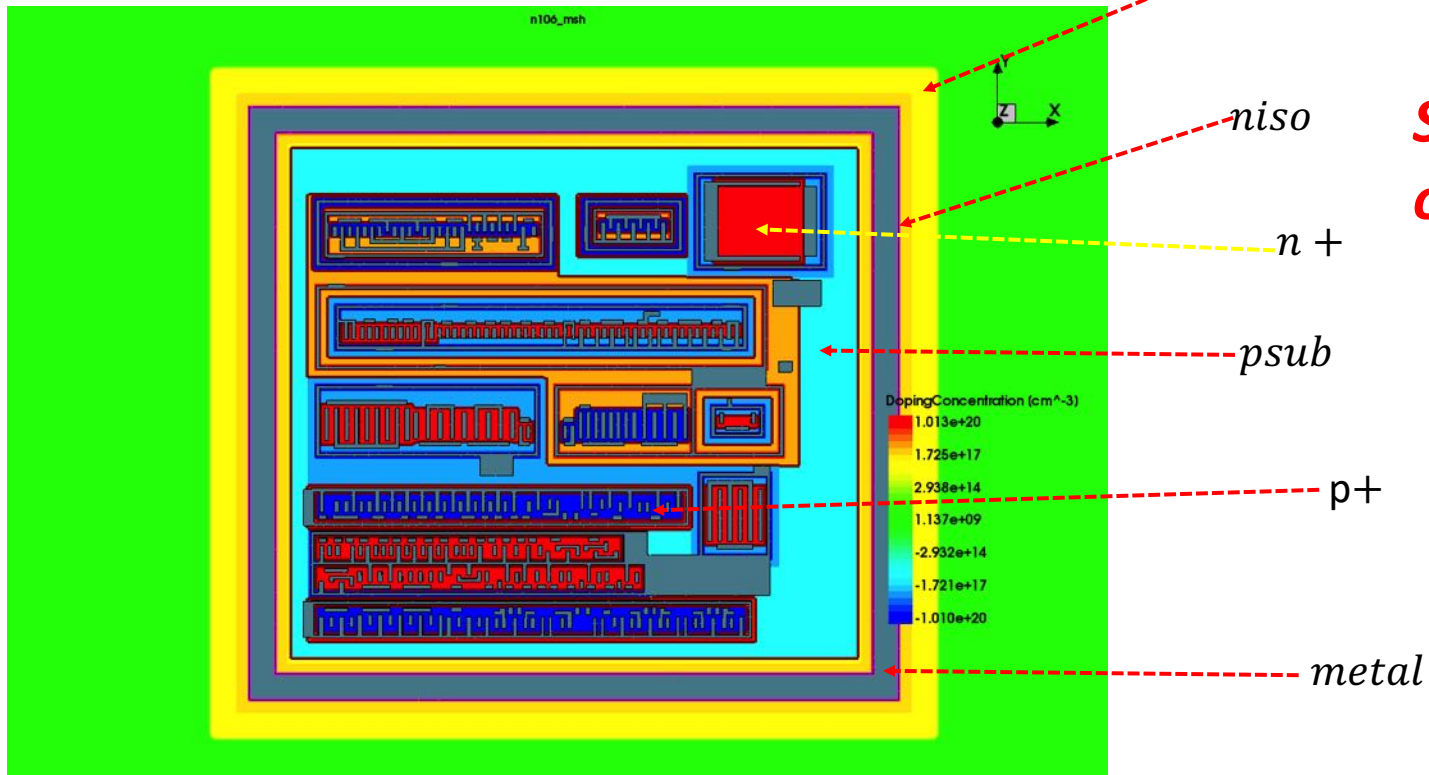 n106_msh
Y
Z X
niso
n +
psub
DopingConcentration (cm^-3)
1.013e+20
1.725e+17
2.938e+14
1.137e+09
-2.932e+14
-1.721e+17
-1.010e+20
p+
metal